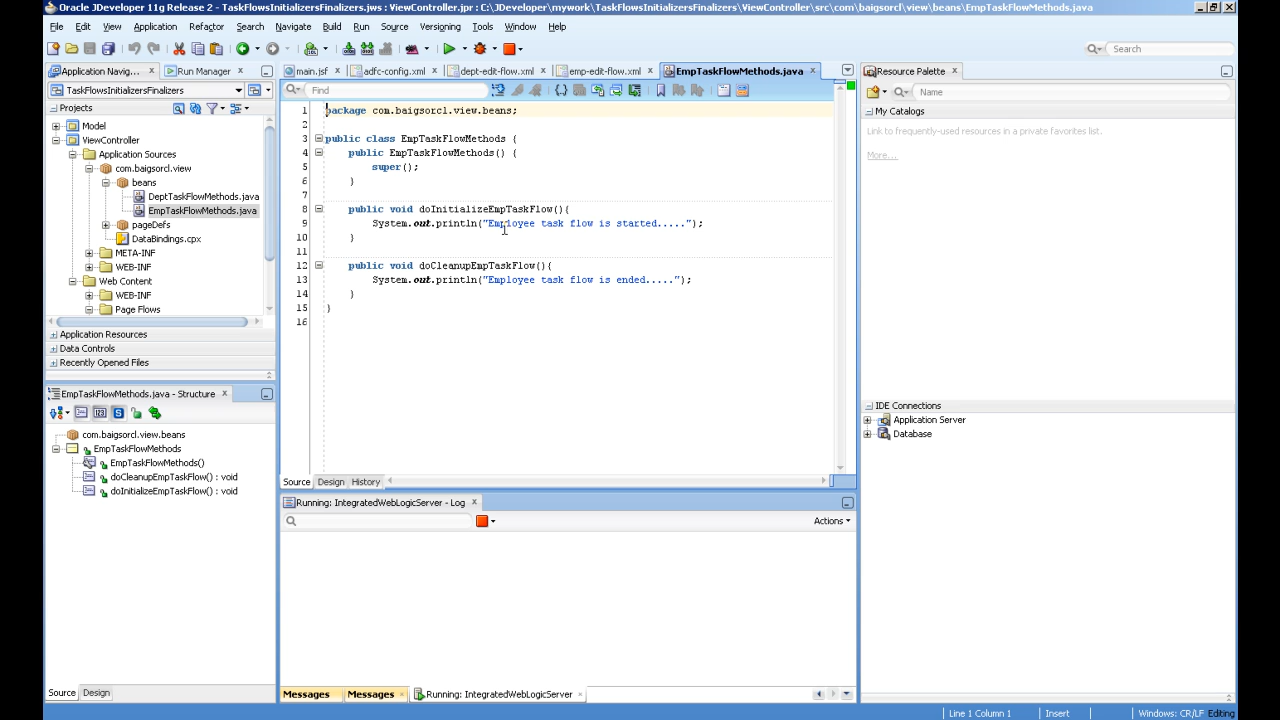 Oracle JDeveloper 11g Release 2 - TaskFlowsInitializersFinalizers.jws : ViewController.jpr : C:\JDeveloper\mywork\TaskFlowsInitializersFinalizers\ViewController\src\com\baigsorcl\view\beans\EmpTaskFlowMethods.java
File Edit View Application Refactor Search Navigate Build Run Source Versioning Tools Window Help
Search
Application Navig... Run Manager
TaskFlowsInitializersFinalizers
Projects
Model
ViewController
Application Sources
com.baigsorcl.view
beans
DeptTaskFlowMethods.java
EmpTaskFlowMethods.java
pageDefs
DataBindings.cpx
META-INF
WEB-INF
Web Content
WEB-INF
Page Flows
Application Resources
Data Controls
Recently Opened Files
EmpTaskFlowMethods.java - Structure
com.baigsorcl.view.beans
EmpTaskFlowMethods
EmpTaskFlowMethods()
doCleanupEmpTaskFlow() : void
doInitializeEmpTaskFlow() : void
Source Design
main.jsf adfc-config.xml dept-edit-flow.xml emp-edit-flow.xml EmpTaskFlowMethods.java
Find
1 package com.baigsorcl.view.beans;
2
3 public class EmpTaskFlowMethods {
4 public EmpTaskFlowMethods() {
5 super();
6 }
7
8 public void doInitializeEmpTaskFlow(){
9 System.out.println("Employee task flow is started.....");
10 }
11
12 public void doCleanupEmpTaskFlow(){
13 System.out.println("Employee task flow is ended.....");
14 }
15 }
16
Source Design History
Running: IntegratedWebLogicServer - Log
Actions
Messages Messages Running: IntegratedWebLogicServer
Resource Palette
Name
My Catalogs
Link to frequently-used resources in a private favorites list.
More...
IDE Connections
Application Server
Database
Line 1 Column 1 Insert Windows: CR/LF Editing